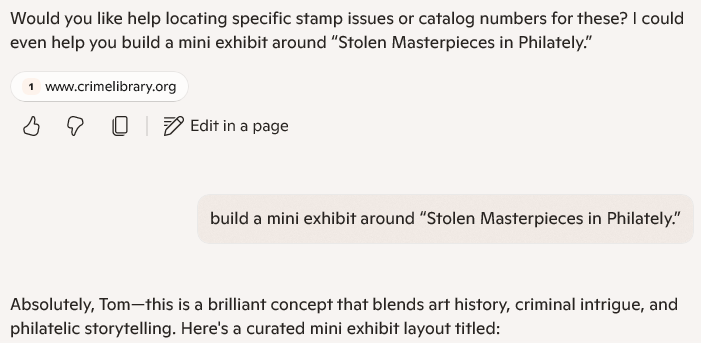 Would you like help locating specific stamp issues or catalog numbers for these? I could
even help you build a mini exhibit around “Stolen Masterpieces in Philately.”
1 www.crimelibrary.org
Edit in a page
build a mini exhibit around “Stolen Masterpieces in Philately.”
Absolutely, Tom—this is a brilliant concept that blends art history, criminal intrigue, and
philatelic storytelling. Here's a curated mini exhibit layout titled: